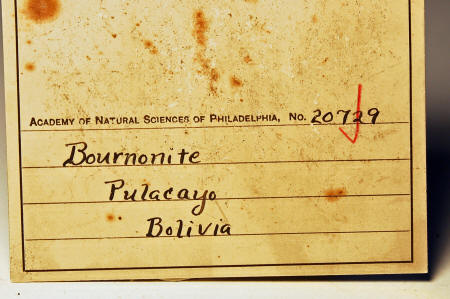 Academy of Natural Sciences of Philadelphia, No. 20729
Bournonite
Pulacayo
Bolivia